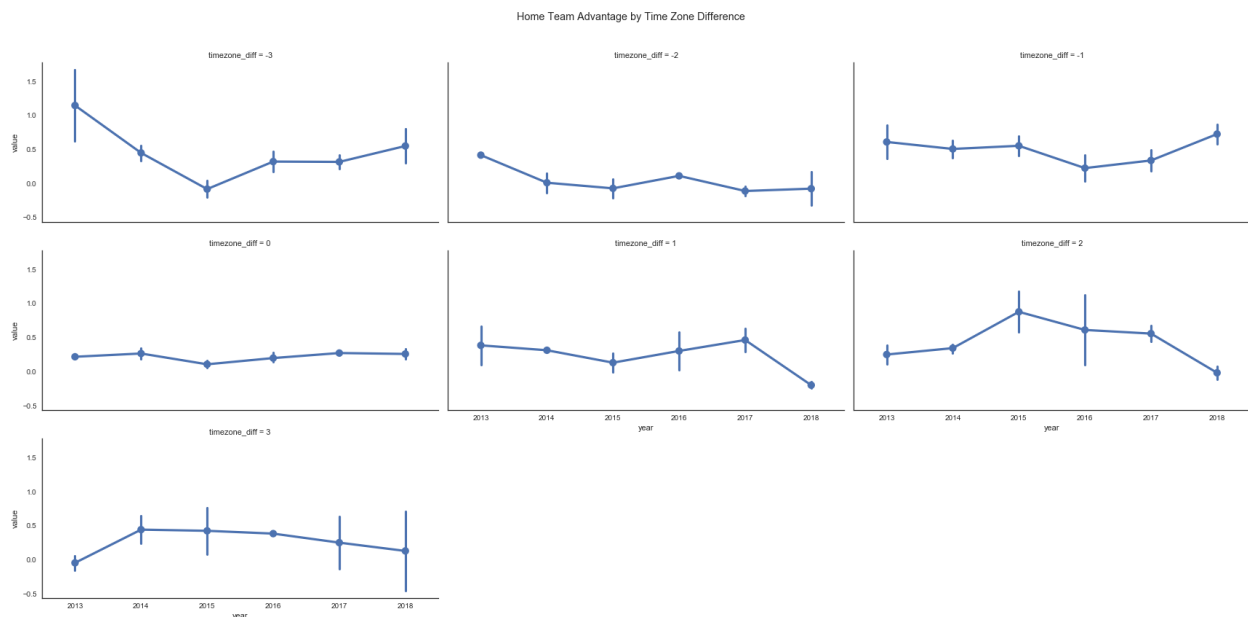 Home Team Advantage by Time Zone Difference
timezone_diff = -3
timezone_diff = -2
timezone_diff = -1
1.5
1.0
0.5
0.0
−0.5
value
timezone_diff = 0
timezone_diff = 1
timezone_diff = 2
1.5
1.0
0.5
0.0
−0.5
value
2013 2014 2015 2016 2017 2018
year
2013 2014 2015 2016 2017 2018
year
timezone_diff = 3
1.5
1.0
0.5
0.0
−0.5
value
2013 2014 2015 2016 2017 2018
year